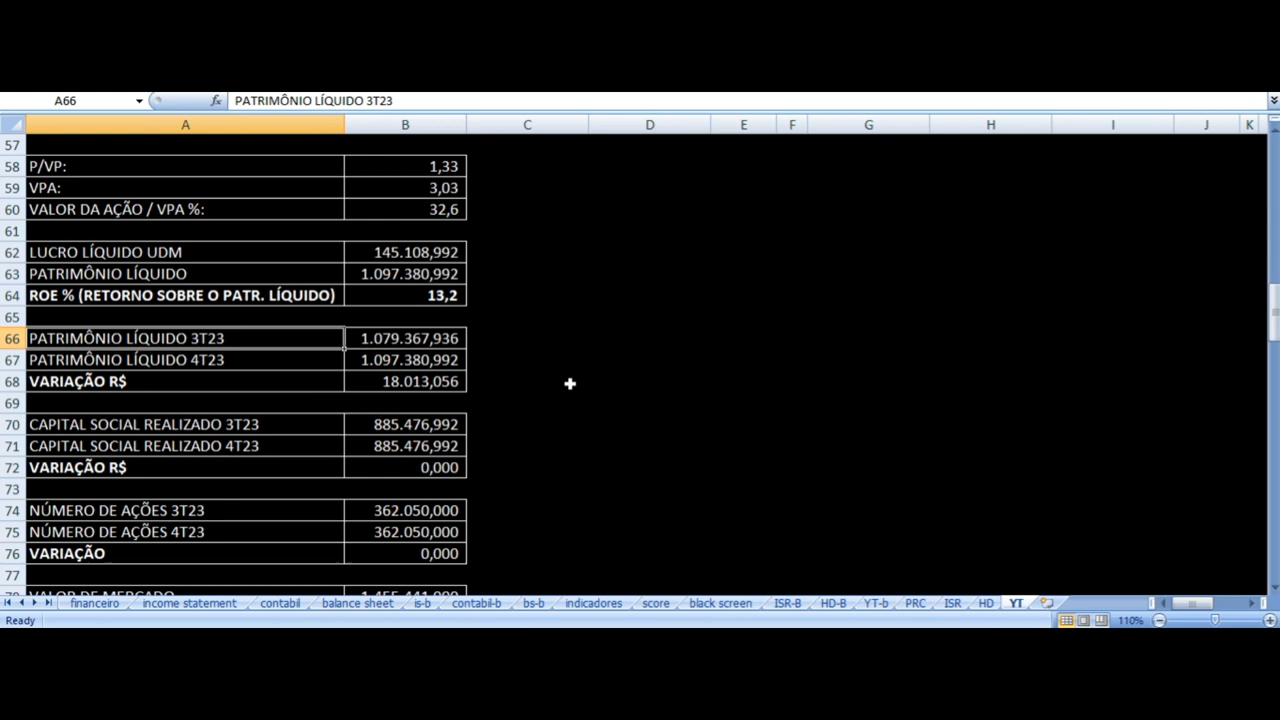 A66 fx PATRIMÔNIO LÍQUIDO 3T23
A B C D E F G H I J K
57
58 P/VP: 1,33
59 VPA: 3,03
60 VALOR DA AÇÃO / VPA %: 32,6
61
62 LUCRO LÍQUIDO UDM 145.108,992
63 PATRIMÔNIO LÍQUIDO 1.097.380,992
64 ROE % (RETORNO SOBRE O PATR. LÍQUIDO) 13,2
65
66 PATRIMÔNIO LÍQUIDO 3T23 1.079.367,936
67 PATRIMÔNIO LÍQUIDO 4T23 1.097.380,992
68 VARIAÇÃO R$ 18.013,056
69
70 CAPITAL SOCIAL REALIZADO 3T23 885.476,992
71 CAPITAL SOCIAL REALIZADO 4T23 885.476,992
72 VARIAÇÃO R$ 0,000
73
74 NÚMERO DE AÇÕES 3T23 362.050,000
75 NÚMERO DE AÇÕES 4T23 362.050,000
76 VARIAÇÃO 0,000
77
VALOR DE MERCADO
financeiro income statement contabil balance sheet is-b contabil-b bs-b indicadores score black screen ISR-B HD-B YT-b PRC ISR HD YT
Ready 110%